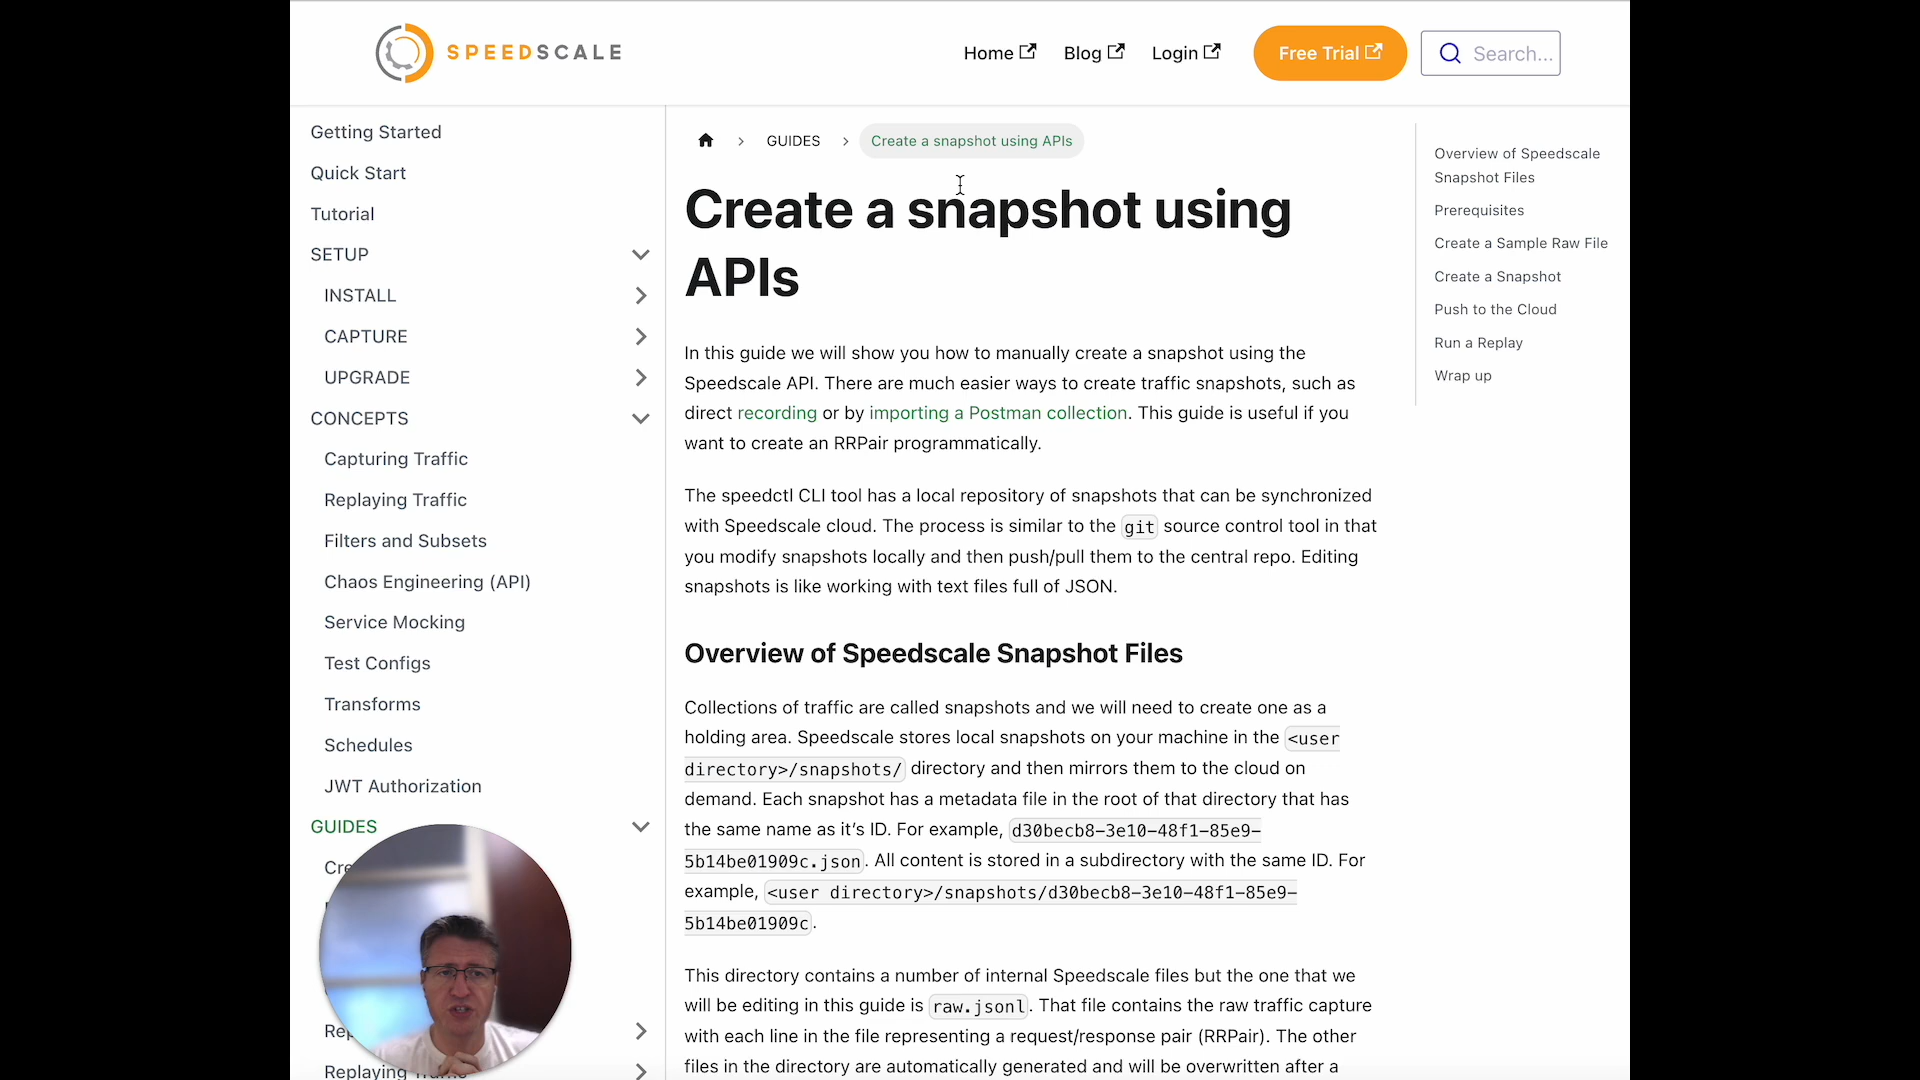 SPEEDSCALE
Home
Blog
Login
Free Trial
Search...
Getting Started
Quick Start
Tutorial
SETUP
INSTALL
CAPTURE
UPGRADE
CONCEPTS
Capturing Traffic
Replaying Traffic
Filters and Subsets
Chaos Engineering (API)
Service Mocking
Test Configs
Transforms
Schedules
JWT Authorization
GUIDES
Replaying
GUIDES
Create a snapshot using APIs
Create a snapshot using
APIs
In this guide we will show you how to manually create a snapshot using the
Speedscale API. There are much easier ways to create traffic snapshots, such as
direct recording or by importing a Postman collection. This guide is useful if you
want to create an RRPair programmatically.
The speedctl CLI tool has a local repository of snapshots that can be synchronized
with Speedscale cloud. The process is similar to the git source control tool in that
you modify snapshots locally and then push/pull them to the central repo. Editing
snapshots is like working with text files full of JSON.
Overview of Speedscale Snapshot Files
Collections of traffic are called snapshots and we will need to create one as a
holding area. Speedscale stores local snapshots on your machine in the <user
directory>/snapshots/ directory and then mirrors them to the cloud on
demand. Each snapshot has a metadata file in the root of that directory that has
the same name as it's ID. For example, d30becb8-3e10-48f1-85e9-
5b14be01909c.json. All content is stored in a subdirectory with the same ID. For
example, <user directory>/snapshots/d30becb8-3e10-48f1-85e9-
5b14be01909c.
This directory contains a number of internal Speedscale files but the one that we
will be editing in this guide is raw.jsonl. That file contains the raw traffic capture
with each line in the file representing a request/response pair (RRPair). The other
files in the directory are automatically generated and will be overwritten after a
Overview of Speedscale
Snapshot Files
Prerequisites
Create a Sample Raw File
Create a Snapshot
Push to the Cloud
Run a Replay
Wrap up